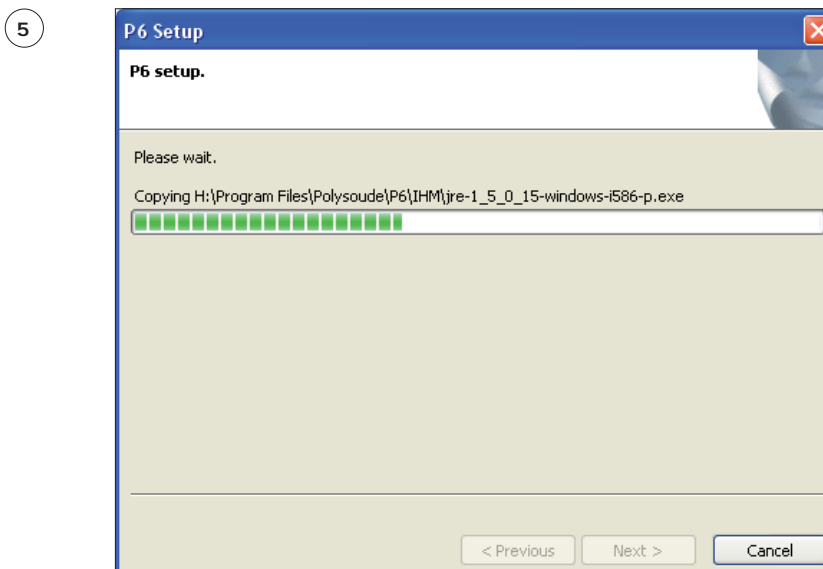 5
P6 Setup
P6 setup.
Please wait.
Copying H:\Program Files\Polysoude\P6\IHM\jre-1_5_0_15-windows-i586-p.exe
< Previous Next > Cancel